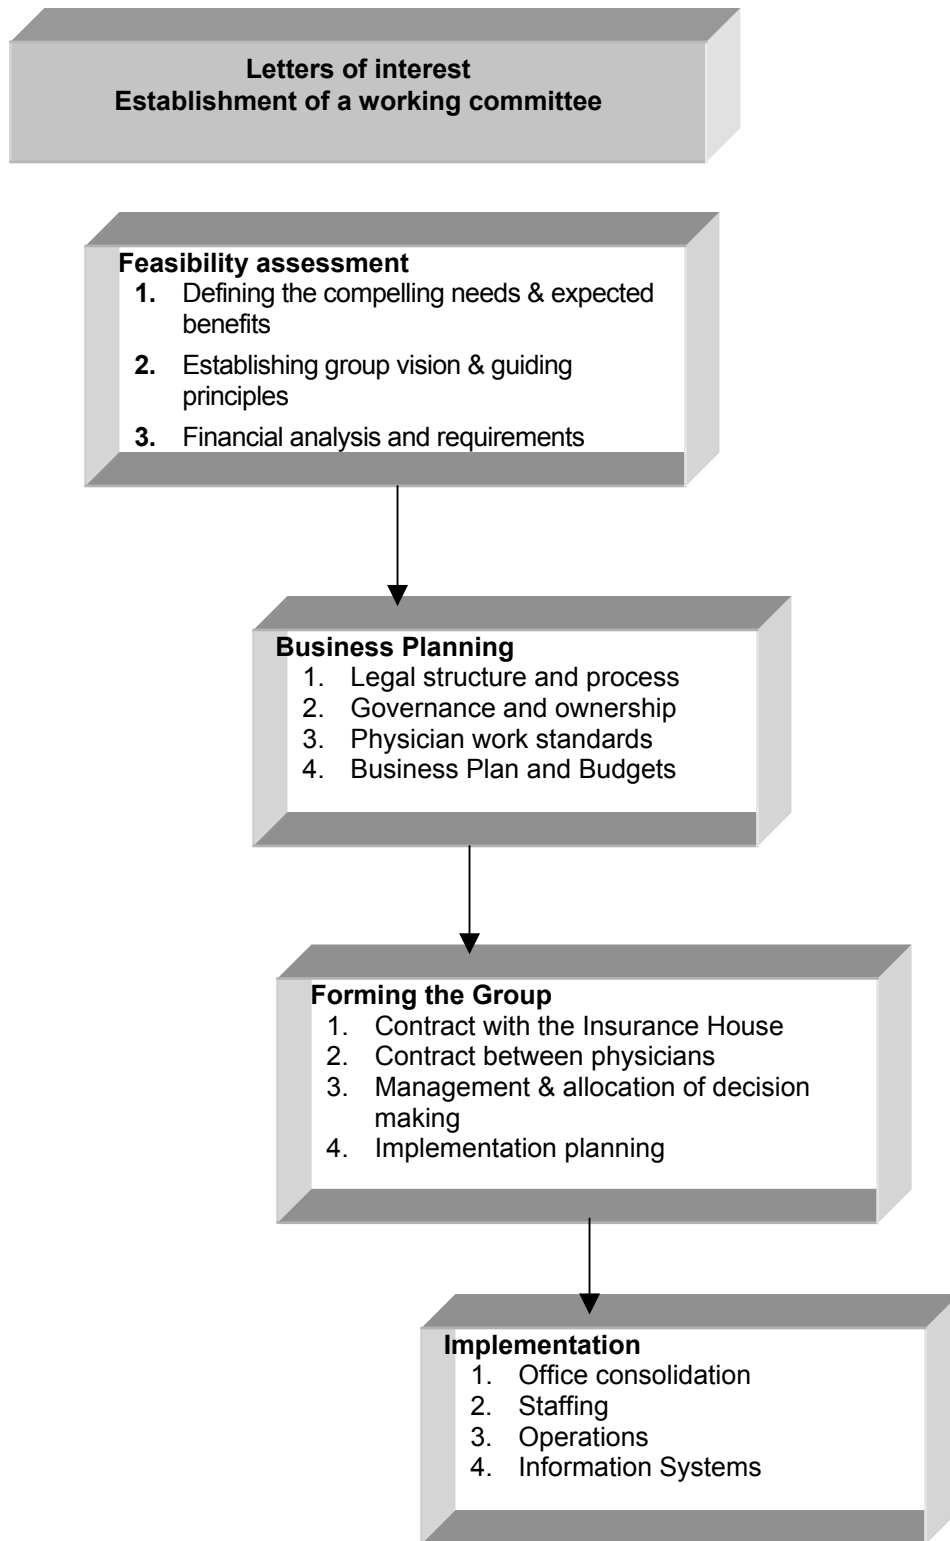 Letters of interest
Establishment of a working committee
Feasibility assessment
1. Defining the compelling needs & expected
benefits
2. Establishing group vision & guiding
principles
3. Financial analysis and requirements
Business Planning
1. Legal structure and process
2. Governance and ownership
3. Physician work standards
4. Business Plan and Budgets
Forming the Group
1. Contract with the Insurance House
2. Contract between physicians
3. Management & allocation of decision
making
4. Implementation planning
Implementation
1. Office consolidation
2. Staffing
3. Operations
4. Information Systems